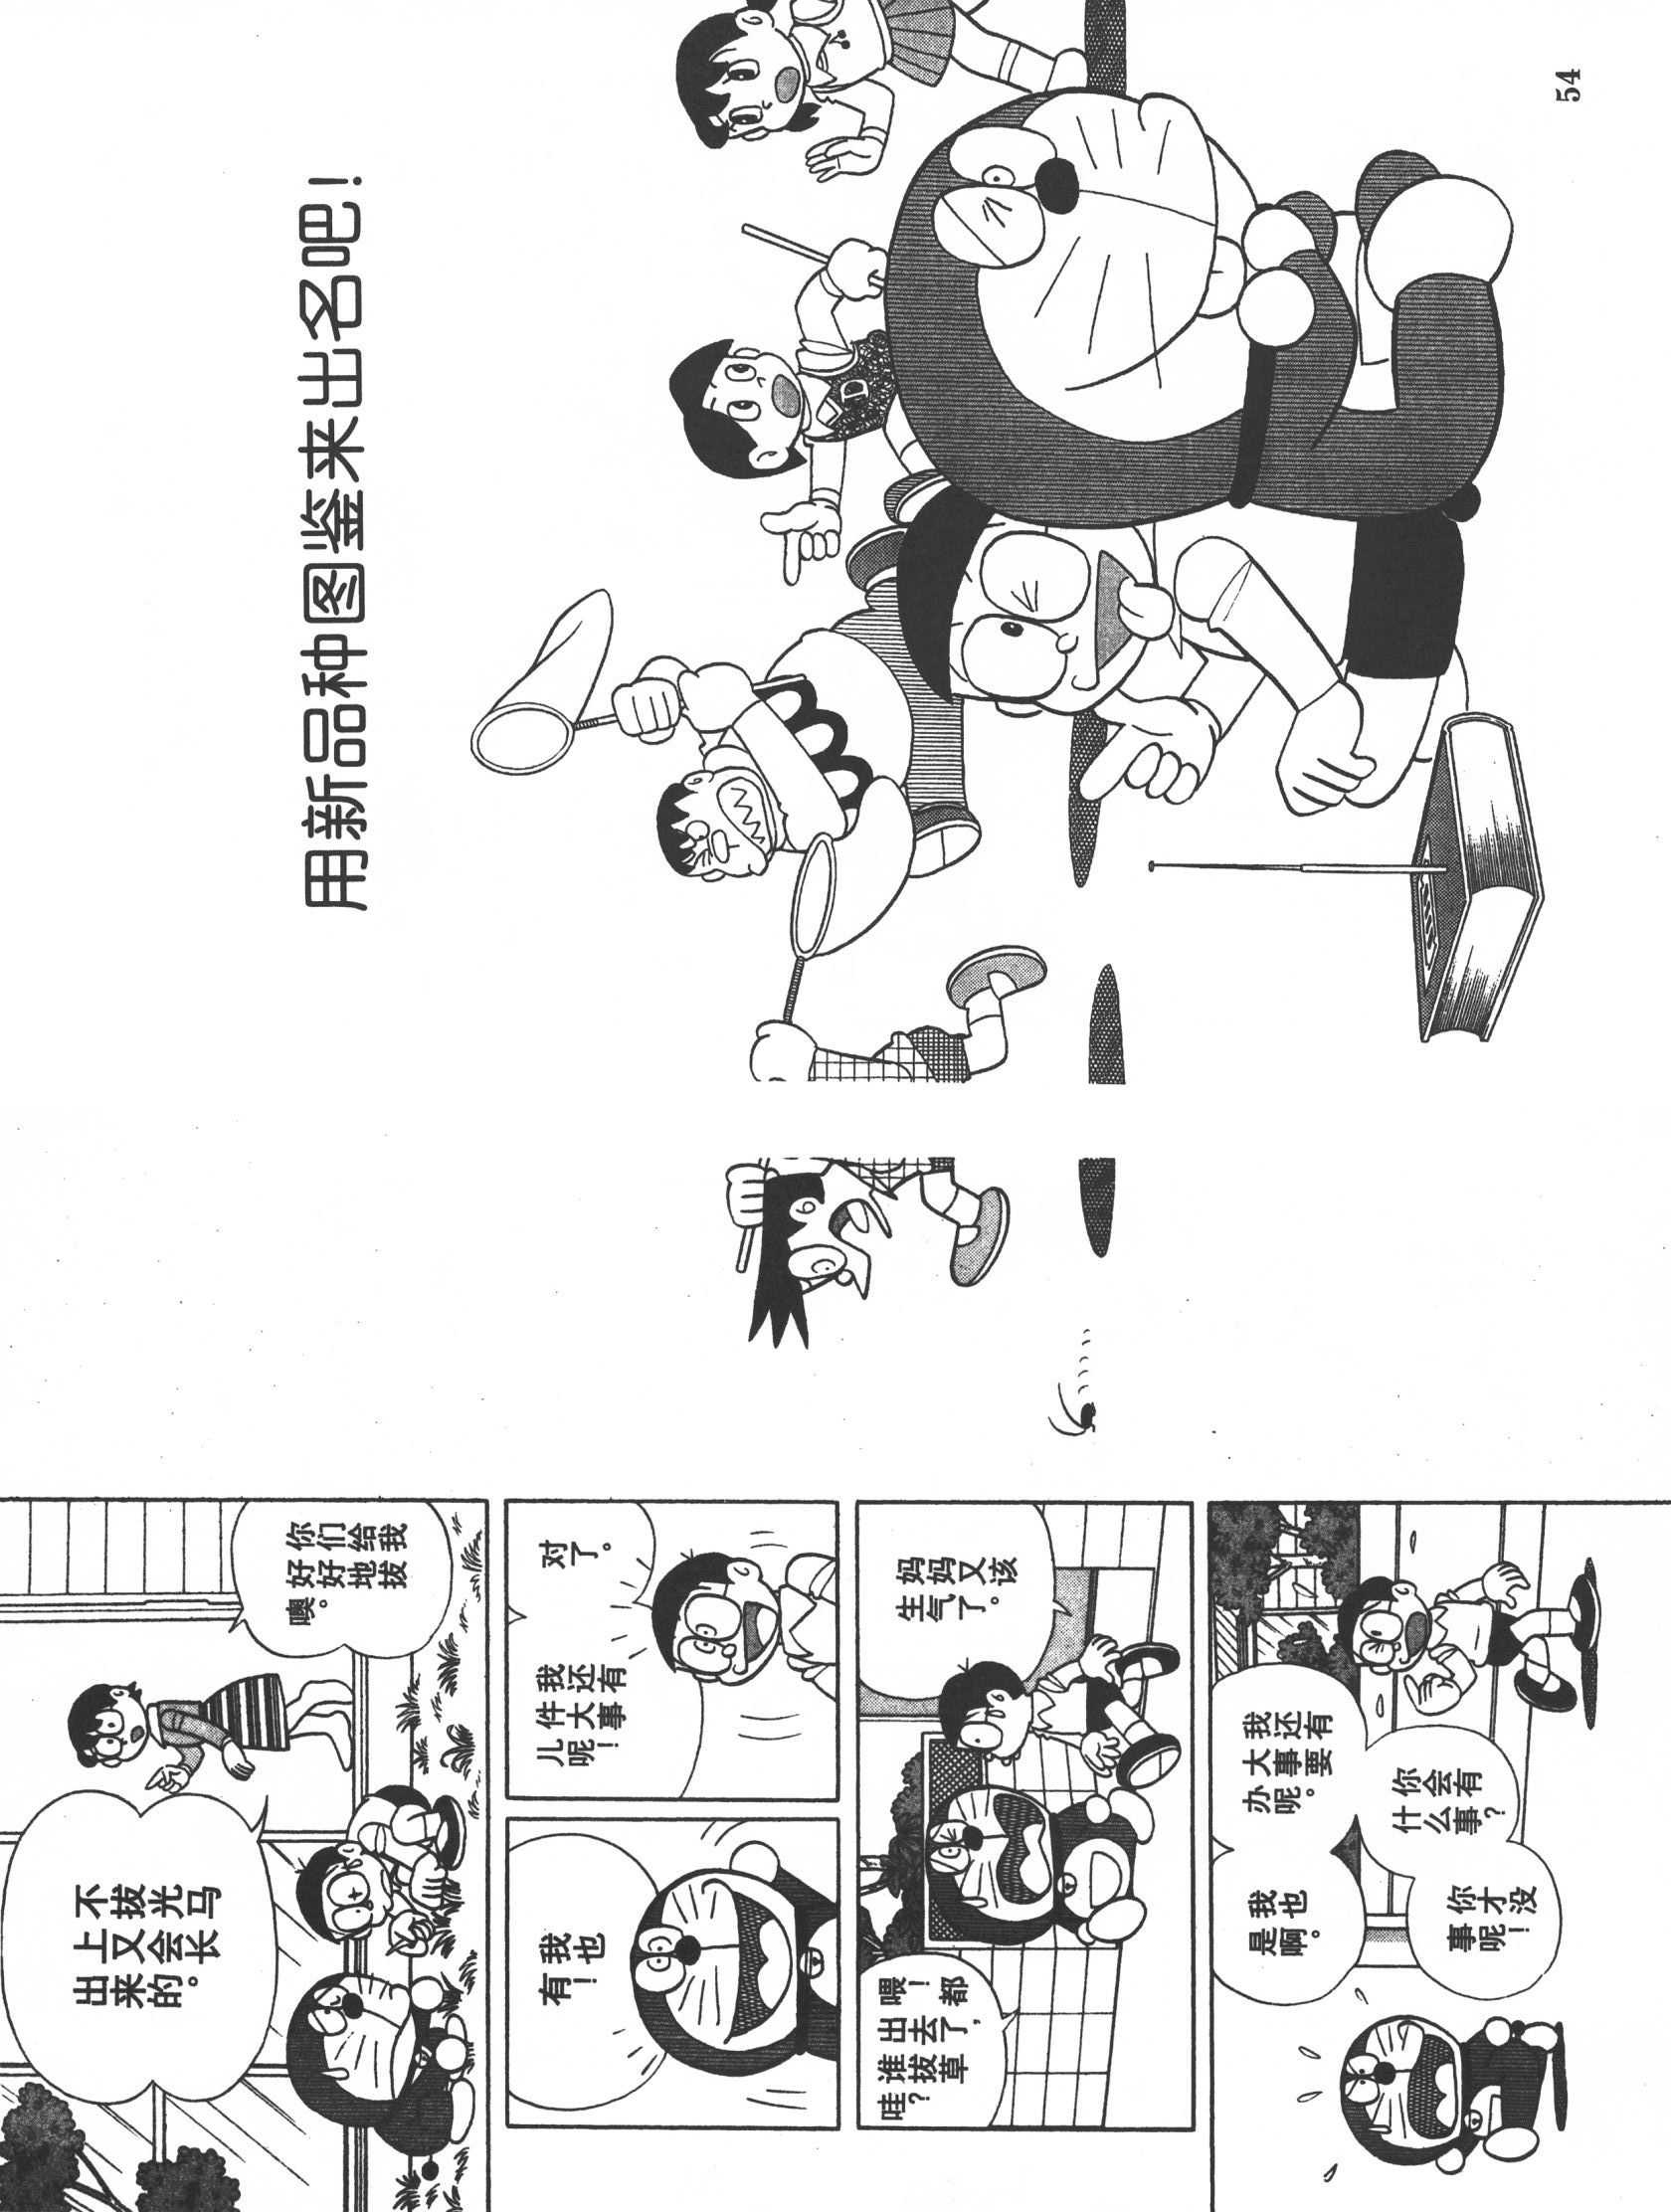 用新品种图鉴来出名吧！
54
你们给我
好好地拔
噢。
不拔光马
上又会长
出来的。
对了。
我还有
件大事
儿呢！
我也
有！
妈妈又该
生气了。
喂！都
出去了，
谁拔草
哇？
我还有
大事要
办呢。
你会有
什么事？
我也
是啊。
你才没
事呢！